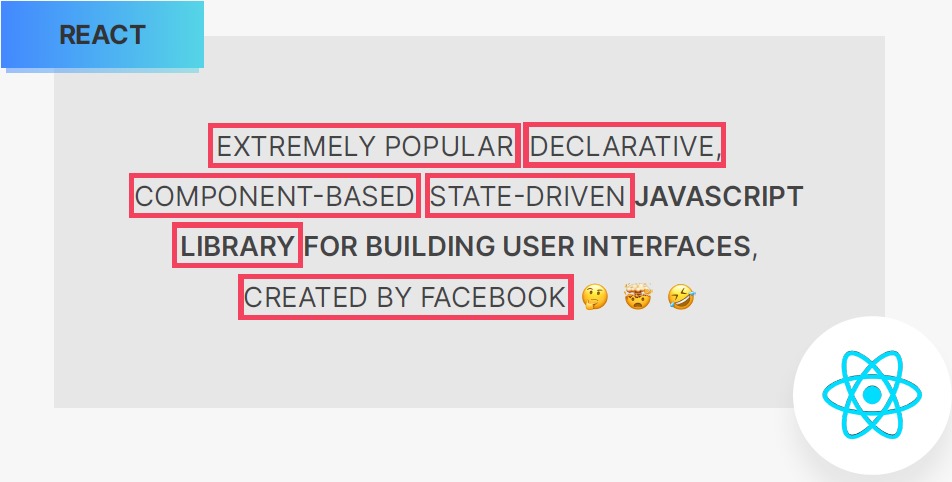 REACT
EXTREMELY POPULAR DECLARATIVE,
COMPONENT-BASED STATE-DRIVEN JAVASCRIPT
LIBRARY FOR BUILDING USER INTERFACES,
CREATED BY FACEBOOK 🤔 🤯 🤣